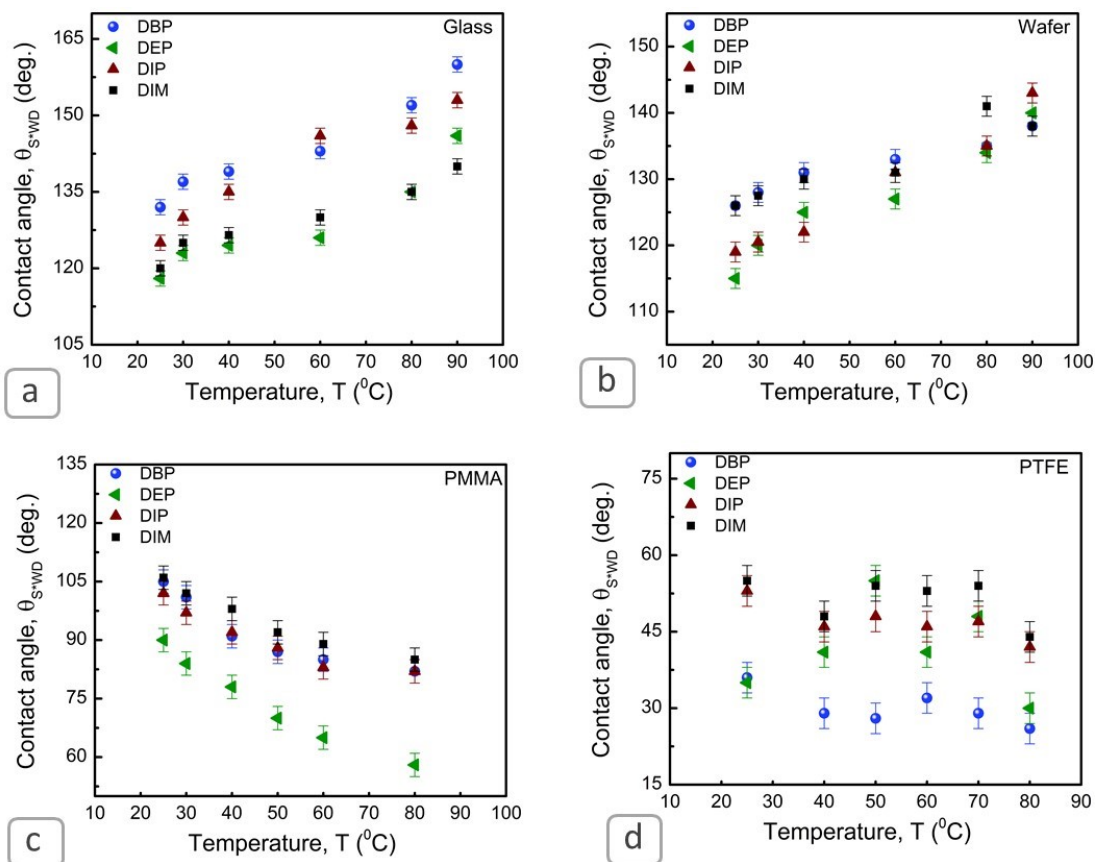 165
150
135
120
105
Contact angle, θS*WD (deg.)
DBP
DEP
DIP
DIM
Glass
10 20 30 40 50 60 70 80 90 100
Temperature, T (⁰C)
a
150
140
130
120
110
Contact angle, θS*WD (deg.)
DBP
DEP
DIP
DIM
Wafer
10 20 30 40 50 60 70 80 90 100
Temperature, T (⁰C)
b
135
120
105
90
75
60
Contact angle, θS*WD (deg.)
DBP
DEP
DIP
DIM
PMMA
10 20 30 40 50 60 70 80 90 100
Temperature, T (⁰C)
c
75
60
45
30
15
Contact angle, θS*WD (deg.)
DBP
DEP
DIP
DIM
PTFE
10 20 30 40 50 60 70 80 90
Temperature, T (⁰C)
d